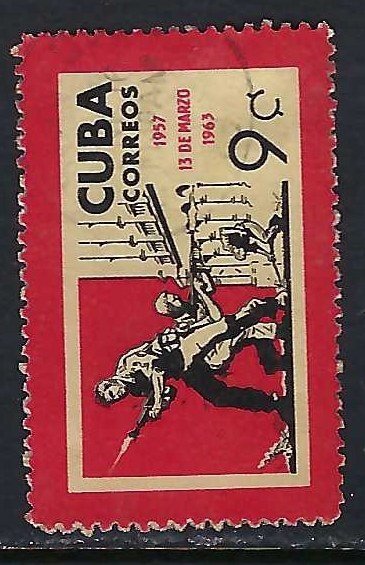 CUBA
CORREOS
1957
13 DE MARZO
1963
9¢